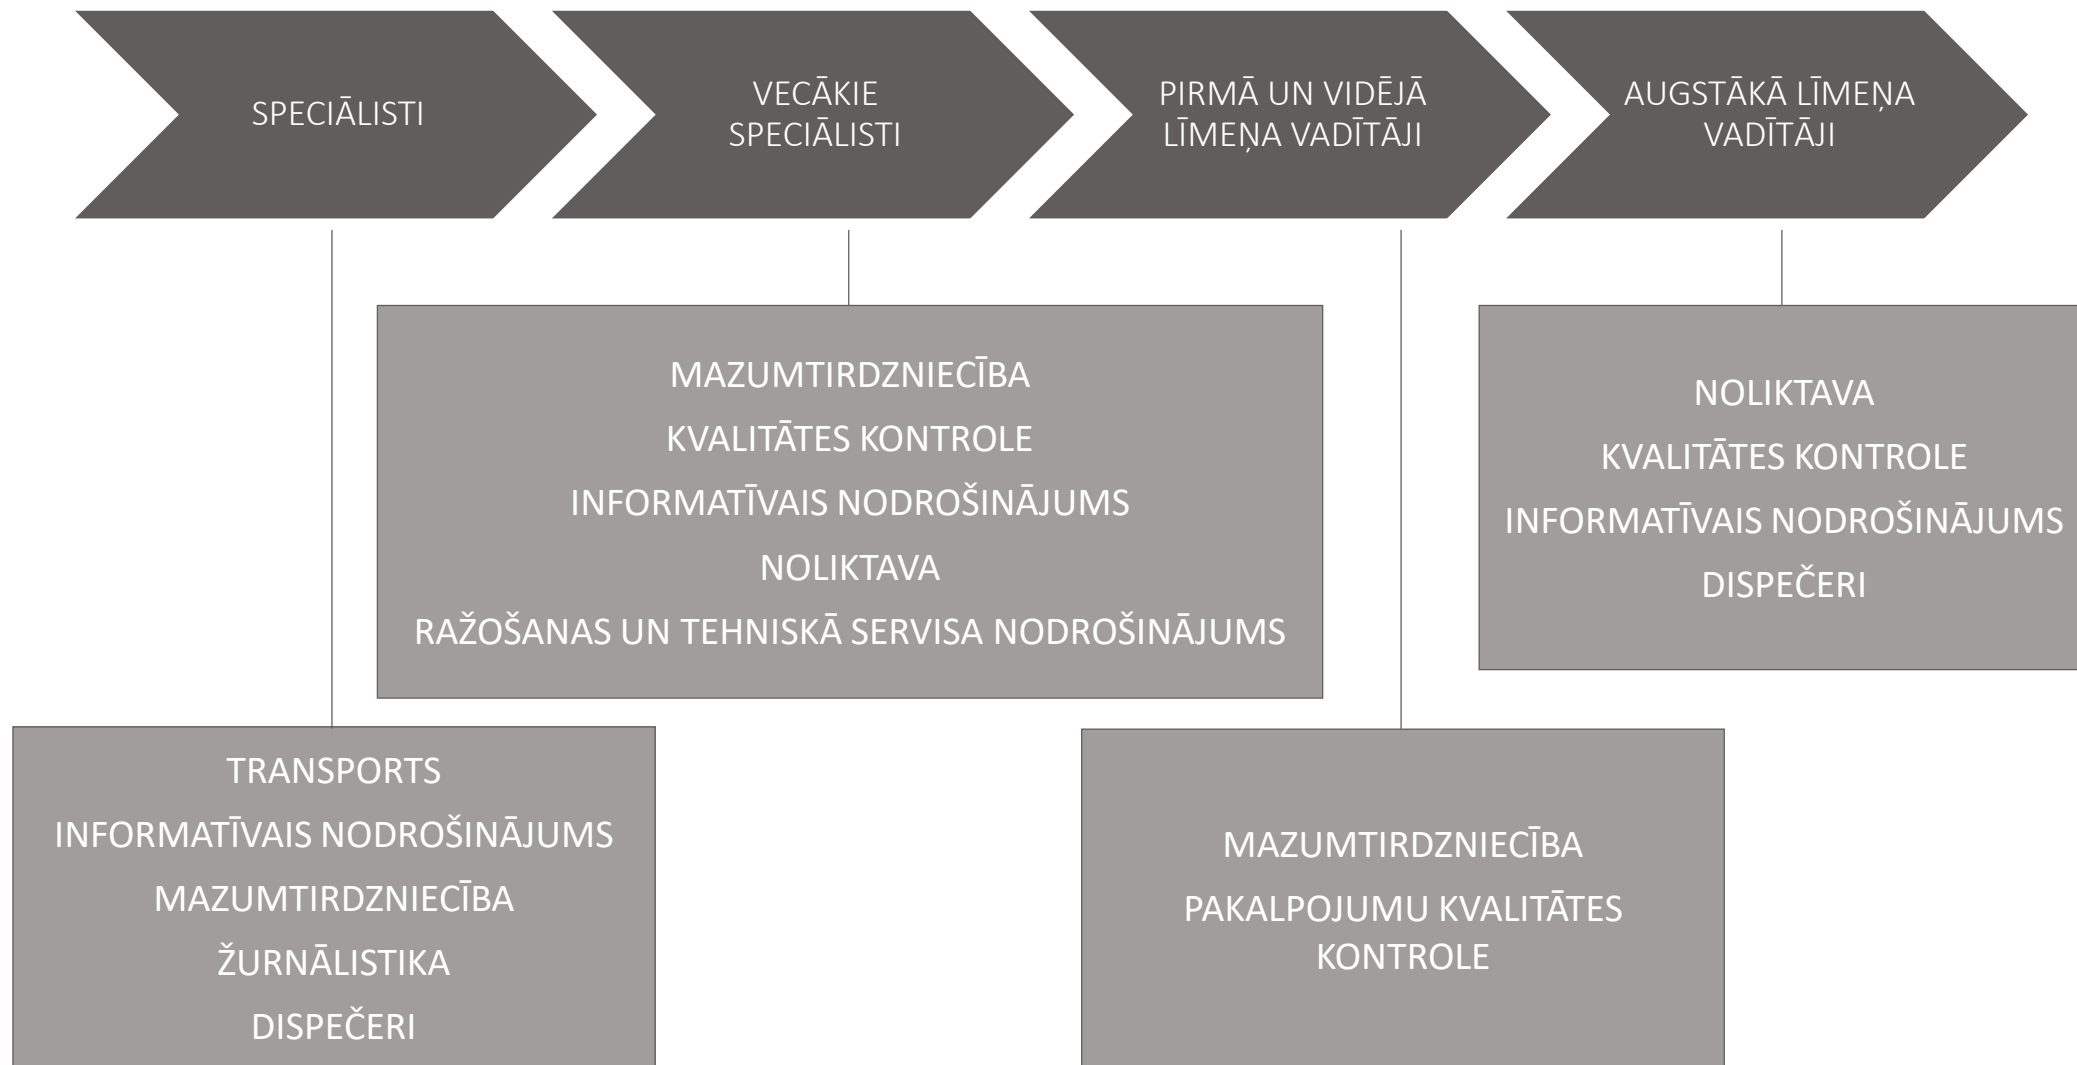 SPECIĀLISTI
VECĀKIE
SPECIĀLISTI
PIRMĀ UN VIDĒJĀ
LĪMEŅA VADĪTĀJI
AUGSTĀKĀ LĪMEŅA
VADĪTĀJI
MAZUMTIRDZNIECĪBA
KVALITĀTES KONTROLE
INFORMATĪVAIS NODROŠINĀJUMS
NOLIKTAVA
RAŽOŠANAS UN TEHNISKĀ SERVISA NODROŠINĀJUMS
NOLIKTAVA
KVALITĀTES KONTROLE
INFORMATĪVAIS NODROŠINĀJUMS
DISPEČERI
TRANSPORTS
INFORMATĪVAIS NODROŠINĀJUMS
MAZUMTIRDZNIECĪBA
ŽURNĀLISTIKA
DISPEČERI
MAZUMTIRDZNIECĪBA
PAKALPOJUMU KVALITĀTES
KONTROLE